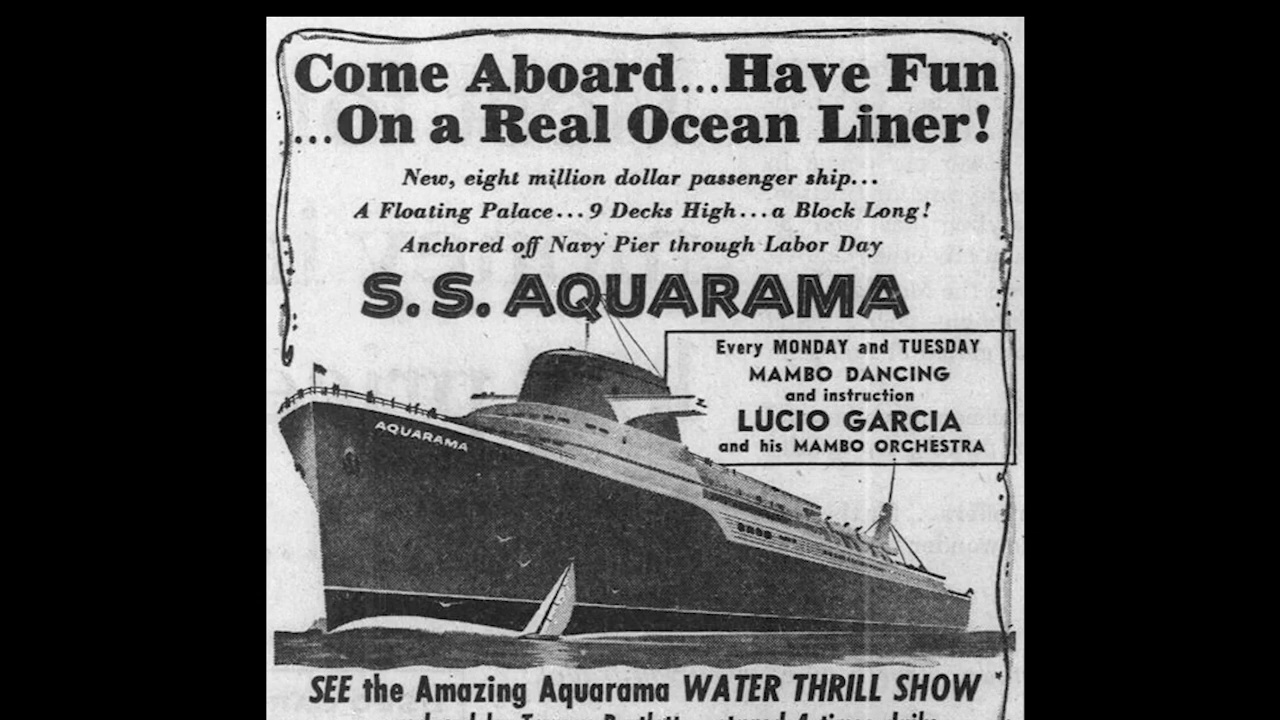 Come Aboard...Have Fun
...On a Real Ocean Liner!
New, eight million dollar passenger ship...
A Floating Palace...9 Decks High...a Block Long!
Anchored off Navy Pier through Labor Day
S.S. AQUARAMA
Every MONDAY and TUESDAY
MAMBO DANCING
and instruction
LUCIO GARCIA
and his MAMBO ORCHESTRA
AQUARAMA
SEE the Amazing Aquarama WATER THRILL SHOW